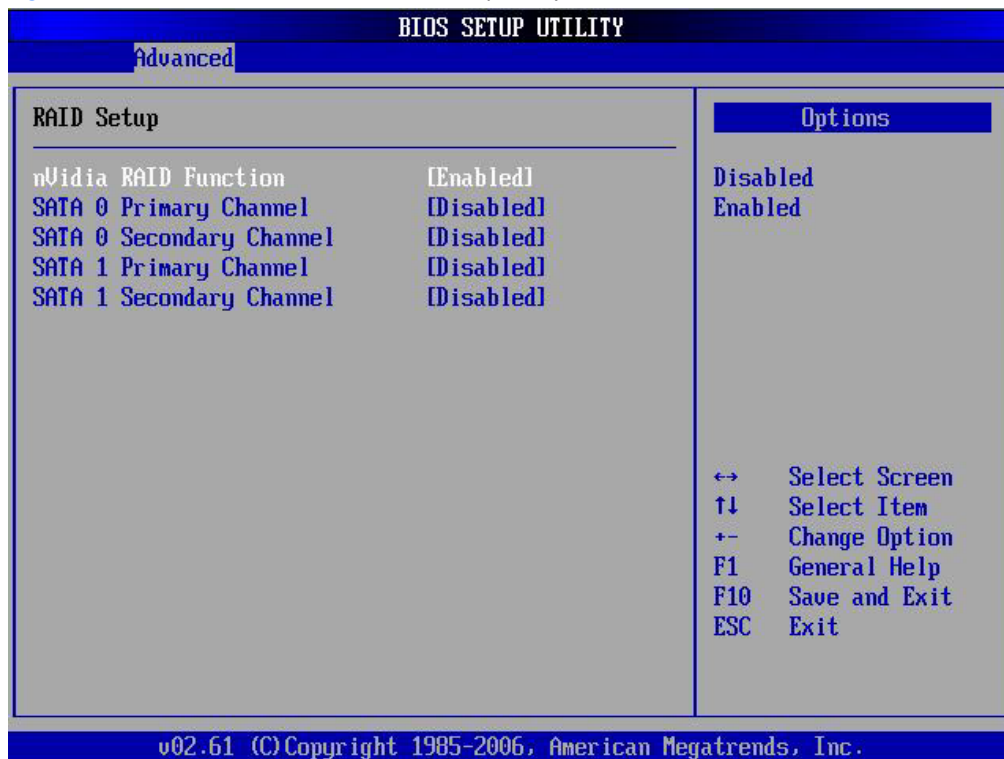 BIOS SETUP UTILITY
Advanced
RAID Setup
nVidia RAID Function [Enabled]
SATA 0 Primary Channel [Disabled]
SATA 0 Secondary Channel [Disabled]
SATA 1 Primary Channel [Disabled]
SATA 1 Secondary Channel [Disabled]
Options
Disabled
Enabled
↔ Select Screen
↑↓ Select Item
+- Change Option
F1 General Help
F10 Save and Exit
ESC Exit
v02.61 (C)Copyright 1985-2006, American Megatrends, Inc.